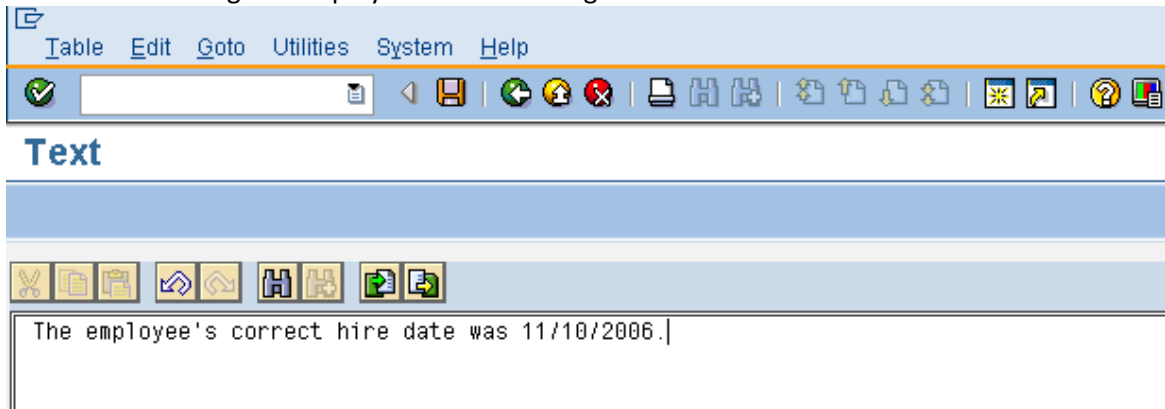 Table Edit Goto Utilities System Help
Text
The employee's correct hire date was 11/10/2006.